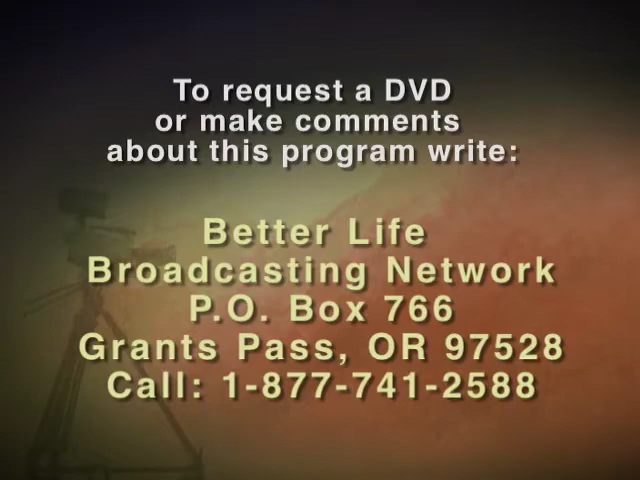 To request a DVD
or make comments
about this program write:
Better Life
Broadcasting Network
P.O. Box 766
Grants Pass, OR 97528
Call: 1-877-741-2588